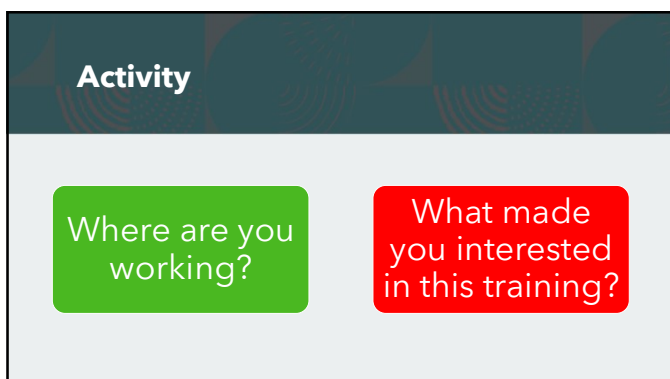 Activity
Where are you
working?
What made
you interested
in this training?